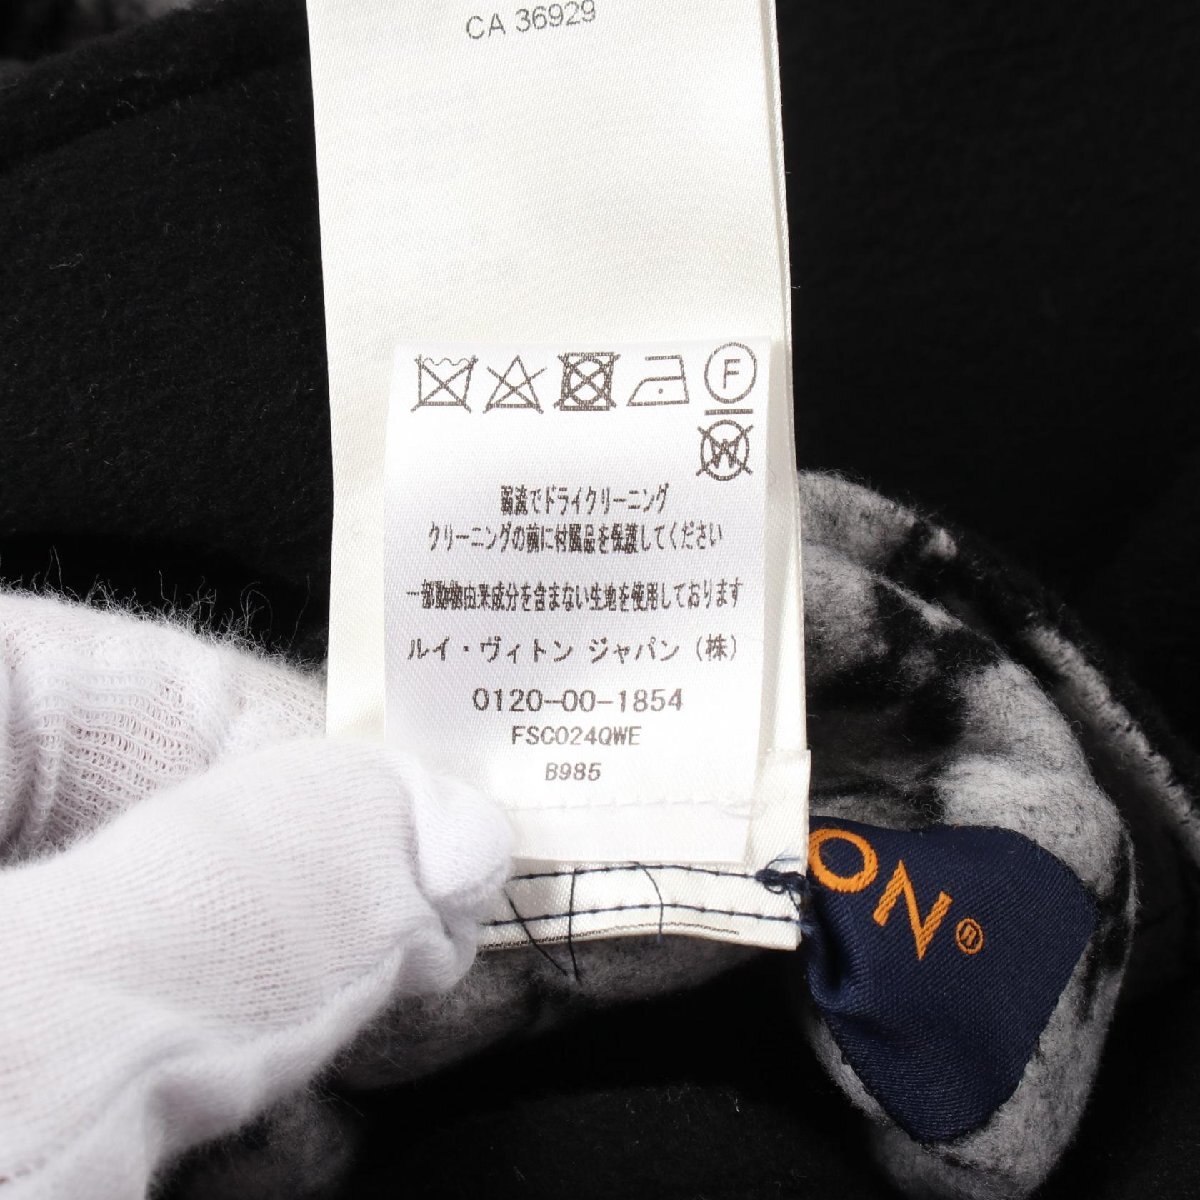 CA 36929
F
W
弱流でドライクリーニング
クリーニングの前に付属品を保護してください
一部動物由来成分を含まない生地を使用しております
ルイ・ヴィトン ジャパン (株)
0120-00-1854
FSC024QWE
B985
ON®